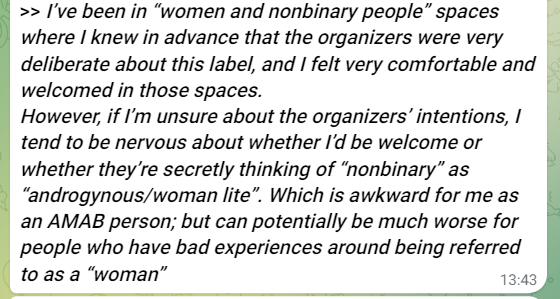 >> I’ve been in “women and nonbinary people” spaces
where I knew in advance that the organizers were very
deliberate about this label, and I felt very comfortable and
welcomed in those spaces.
However, if I’m unsure about the organizers’ intentions, I
tend to be nervous about whether I’d be welcome or
whether they’re secretly thinking of “nonbinary” as
“androgynous/woman lite”. Which is awkward for me as
an AMAB person; but can potentially be much worse for
people who have bad experiences around being referred
to as a “woman”
13:43